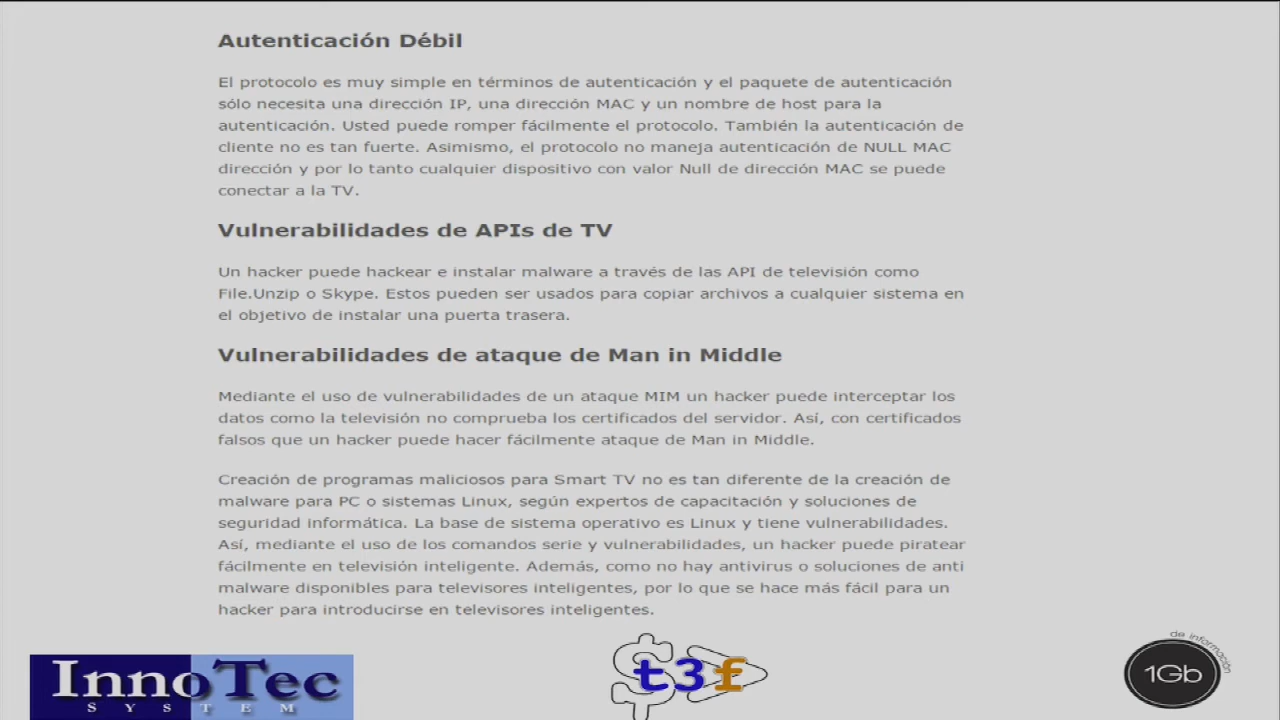 Autenticación Débil
El protocolo es muy simple en términos de autenticación y el paquete de autenticación
sólo necesita una dirección IP, una dirección MAC y un nombre de host para la
autenticación. Usted puede romper fácilmente el protocolo. También la autenticación de
cliente no es tan fuerte. Asimismo, el protocolo no maneja autenticación de NULL MAC
dirección y por lo tanto cualquier dispositivo con valor Null de dirección MAC se puede
conectar a la TV.
Vulnerabilidades de APIs de TV
Un hacker puede hackear e instalar malware a través de las API de televisión como
File.Unzip o Skype. Estos pueden ser usados para copiar archivos a cualquier sistema en
el objetivo de instalar una puerta trasera.
Vulnerabilidades de ataque de Man in Middle
Mediante el uso de vulnerabilidades de un ataque MIM un hacker puede interceptar los
datos como la televisión no comprueba los certificados del servidor. Así, con certificados
falsos que un hacker puede hacer fácilmente ataque de Man in Middle.
Creación de programas maliciosos para Smart TV no es tan diferente de la creación de
malware para PC o sistemas Linux, según expertos de capacitación y soluciones de
seguridad informática. La base de sistema operativo es Linux y tiene vulnerabilidades.
Así, mediante el uso de los comandos serie y vulnerabilidades, un hacker puede piratear
fácilmente en televisión inteligente. Además, como no hay antivirus o soluciones de anti
malware disponibles para televisores inteligentes, por lo que se hace más fácil para un
hacker para introducirse en televisores inteligentes.
InnoTec
SYSTEM
t3f
1Gb
de información